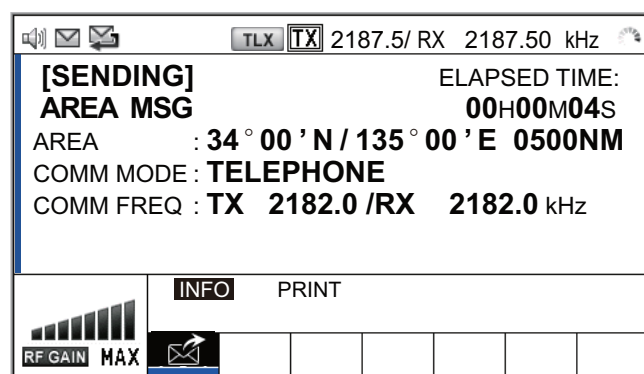 TLX TX 2187.5/ RX 2187.50 kHz
[SENDING] ELAPSED TIME:
AREA MSG 00H00M04S
AREA : 34°00'N / 135°00'E 0500NM
COMM MODE : TELEPHONE
COMM FREQ : TX 2182.0 /RX 2182.0 kHz
INFO PRINT
RF GAIN MAX